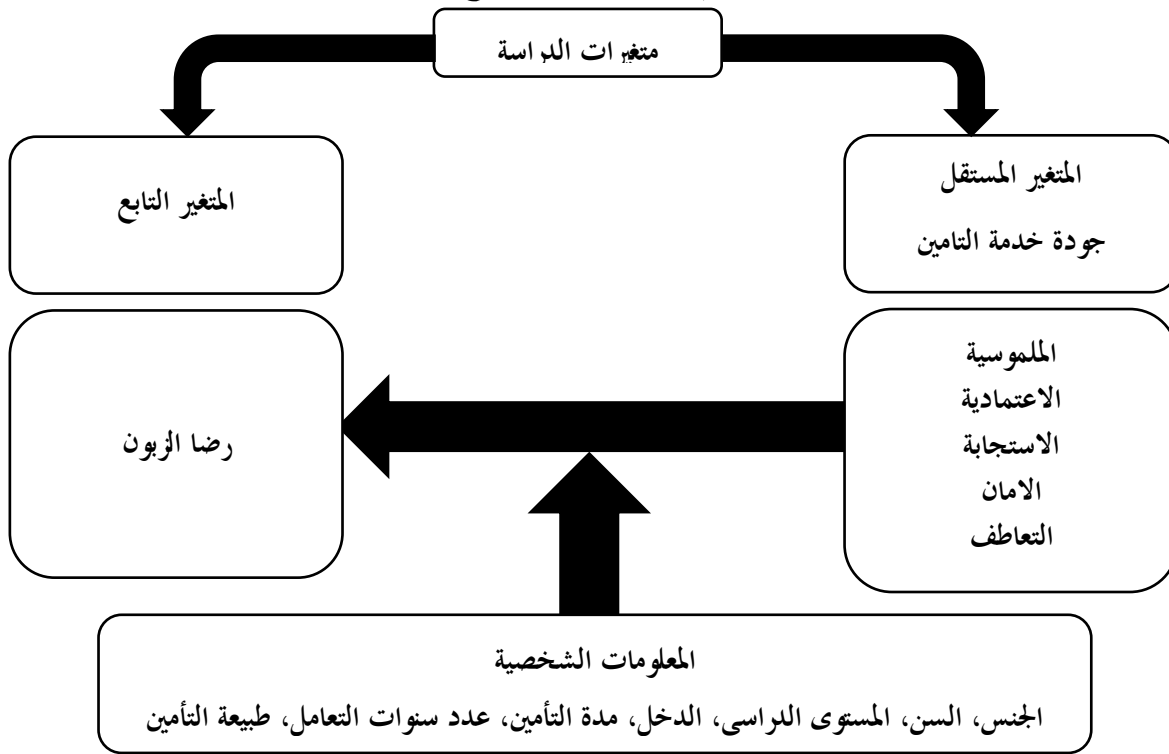 متغيرات الدراسة
المتغير المستقل
جودة خدمة التامين
المتغير التابع
الملموسية
الاعتمادية
الاستجابة
الامان
التعاطف
رضا الزبون
المعلومات الشخصية
الجنس، السن، المستوى الدراسي، الدخل، مدة التأمين، عدد سنوات التعامل، طبيعة التأمين